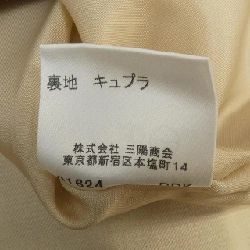 裏地 キュプラ
株式会社 三陽商会
東京都新宿区本塩町14